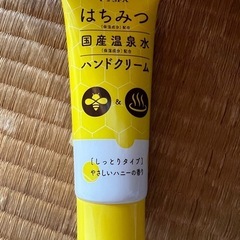 はちみつ
(保湿成分)配合
国産温泉水
(保湿成分)配合
ハンドクリーム
&
[しっとりタイプ]
やさしいハニーの香り